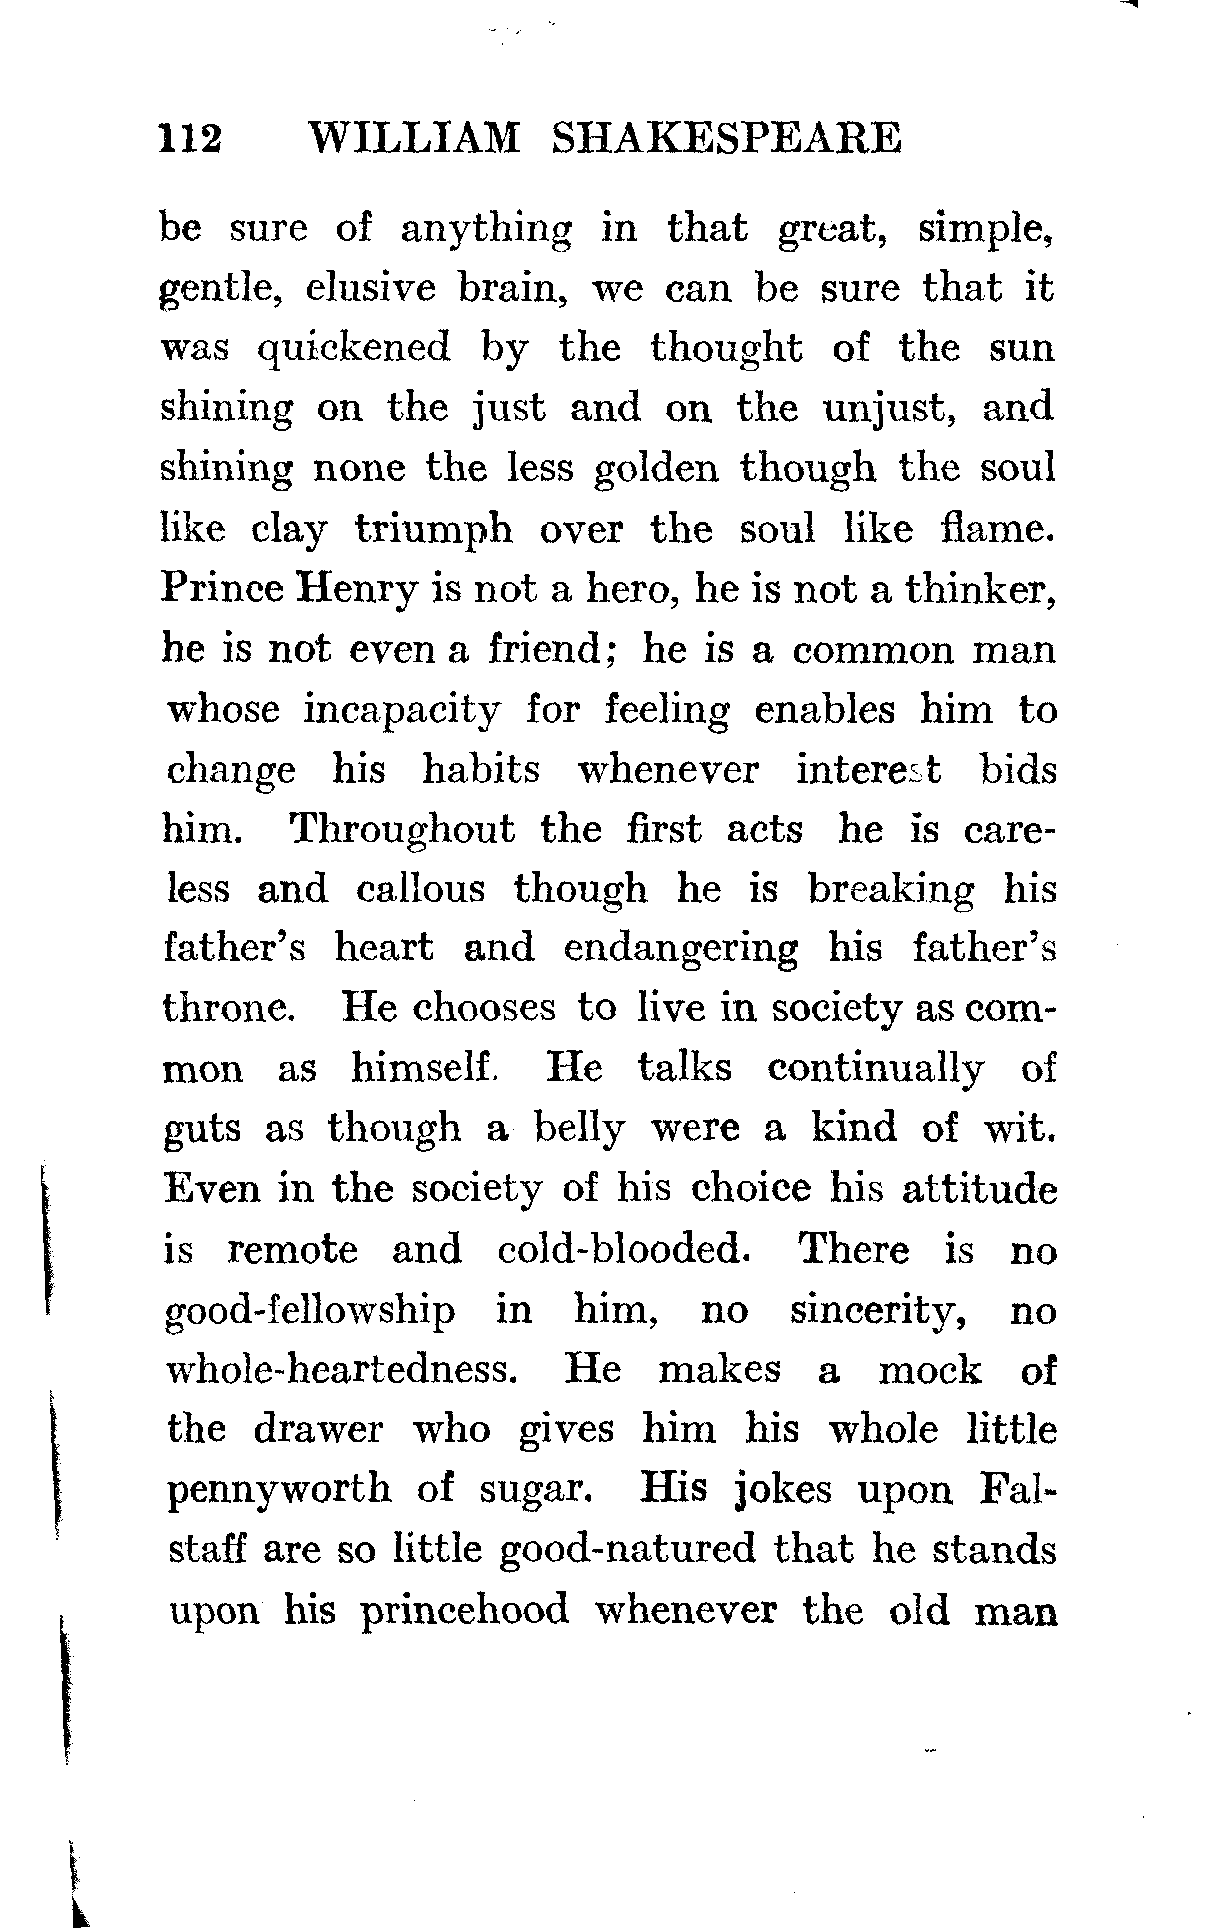 112 WILLIAM SHAKESPEARE
be sure of anything in that great, simple,
gentle, elusive brain, we can be sure that it
was quickened by the thought of the sun
shining on the just and on the unjust, and
shining none the less golden though the soul
like clay triumph over the soul like flame.
Prince Henry is not a hero, he is not a thinker,
he is not even a friend; he is a common man
whose incapacity for feeling enables him to
change his habits whenever interest bids
him. Throughout the first acts he is care-
less and callous though he is breaking his
father's heart and endangering his father's
throne. He chooses to live in society as com-
mon as himself. He talks continually of
guts as though a belly were a kind of wit.
Even in the society of his choice his attitude
is remote and cold-blooded. There is no
good-fellowship in him, no sincerity, no
whole-heartedness. He makes a mock of
the drawer who gives him his whole little
pennyworth of sugar. His jokes upon Fal-
staff are so little good-natured that he stands
upon his princehood whenever the old man